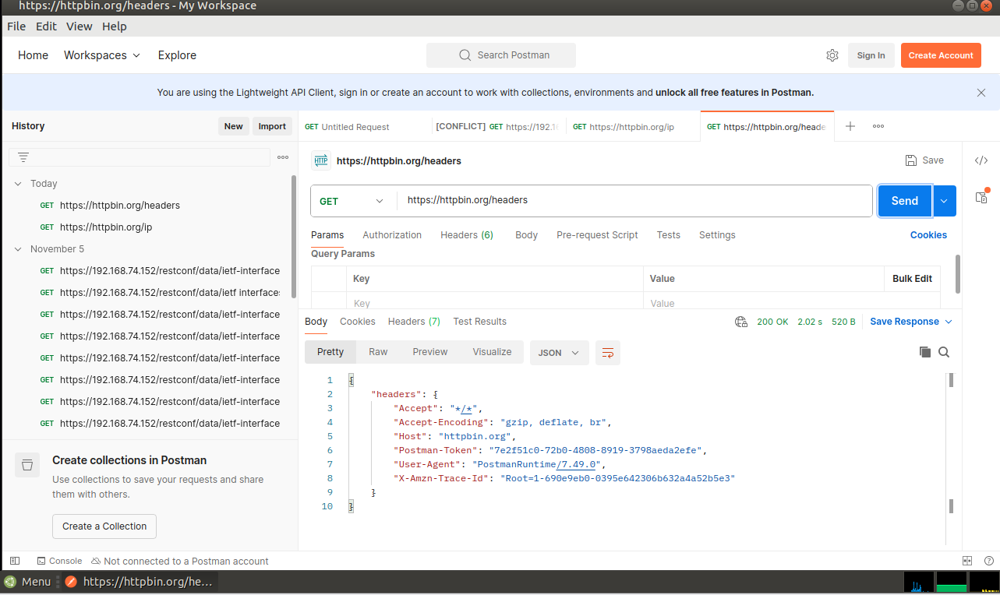 https://httpbin.org/headers - My Workspace
File Edit View Help
Home Workspaces Explore Search Postman Sign In Create Account
You are using the Lightweight API Client, sign in or create an account to work with collections, environments and unlock all free features in Postman.
History New Import
GET Untitled Request [CONFLICT] GET https://192.1 GET https://httpbin.org/ip GET https://httpbin.org/heade
HTTP https://httpbin.org/headers Save </>
Today
GET https://httpbin.org/headers
GET https://httpbin.org/ip
November 5
GET https://192.168.74.152/restconf/data/ietf-interface
GET https://192.168.74.152/restconf/data/ietf interface:
GET https://192.168.74.152/restconf/data/ietf-interface
GET https://192.168.74.152/restconf/data/ietf-interface
GET https://192.168.74.152/restconf/data/ietf-interface
GET https://192.168.74.152/restconf/data/ietf-interface
GET https://192.168.74.152/restconf/data/ietf-interface
GET https://192.168.74.152/restconf/data/ietf-interface
Create collections in Postman
Use collections to save your requests and share
them with others.
Create a Collection
GET https://httpbin.org/headers Send
Params Authorization Headers (6) Body Pre-request Script Tests Settings Cookies
Query Params
Key Value Bulk Edit
Key Value
Body Cookies Headers (7) Test Results 200 OK 2.02 s 520 B Save Response
Pretty Raw Preview Visualize JSON
1 {
2 "headers": {
3 "Accept": "*/*",
4 "Accept-Encoding": "gzip, deflate, br",
5 "Host": "httpbin.org",
6 "Postman-Token": "7e2f51c0-72b0-4808-8919-3798aeda2efe",
7 "User-Agent": "PostmanRuntime/7.49.0",
8 "X-Amzn-Trace-Id": "Root=1-690e9eb0-0395e642306b632a4a52b5e3"
9 }
10 }
Console Not connected to a Postman account
Menu https://httpbin.org/he...